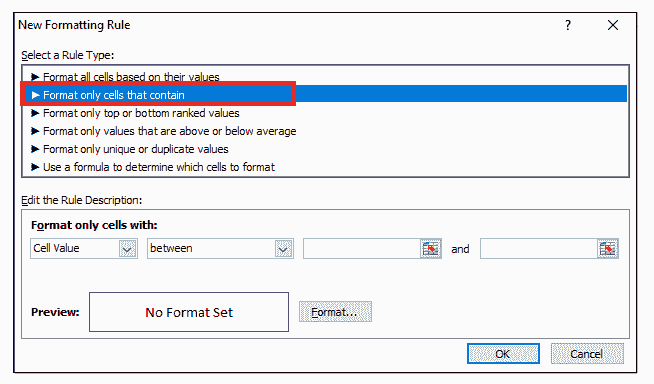 New Formatting Rule ? ×
Select a Rule Type:
► Format all cells based on their values
► Format only cells that contain
► Format only top or bottom ranked values
► Format only values that are above or below average
► Format only unique or duplicate values
► Use a formula to determine which cells to format
Edit the Rule Description:
Format only cells with:
Cell Value between and
Preview: No Format Set Format...
OK Cancel